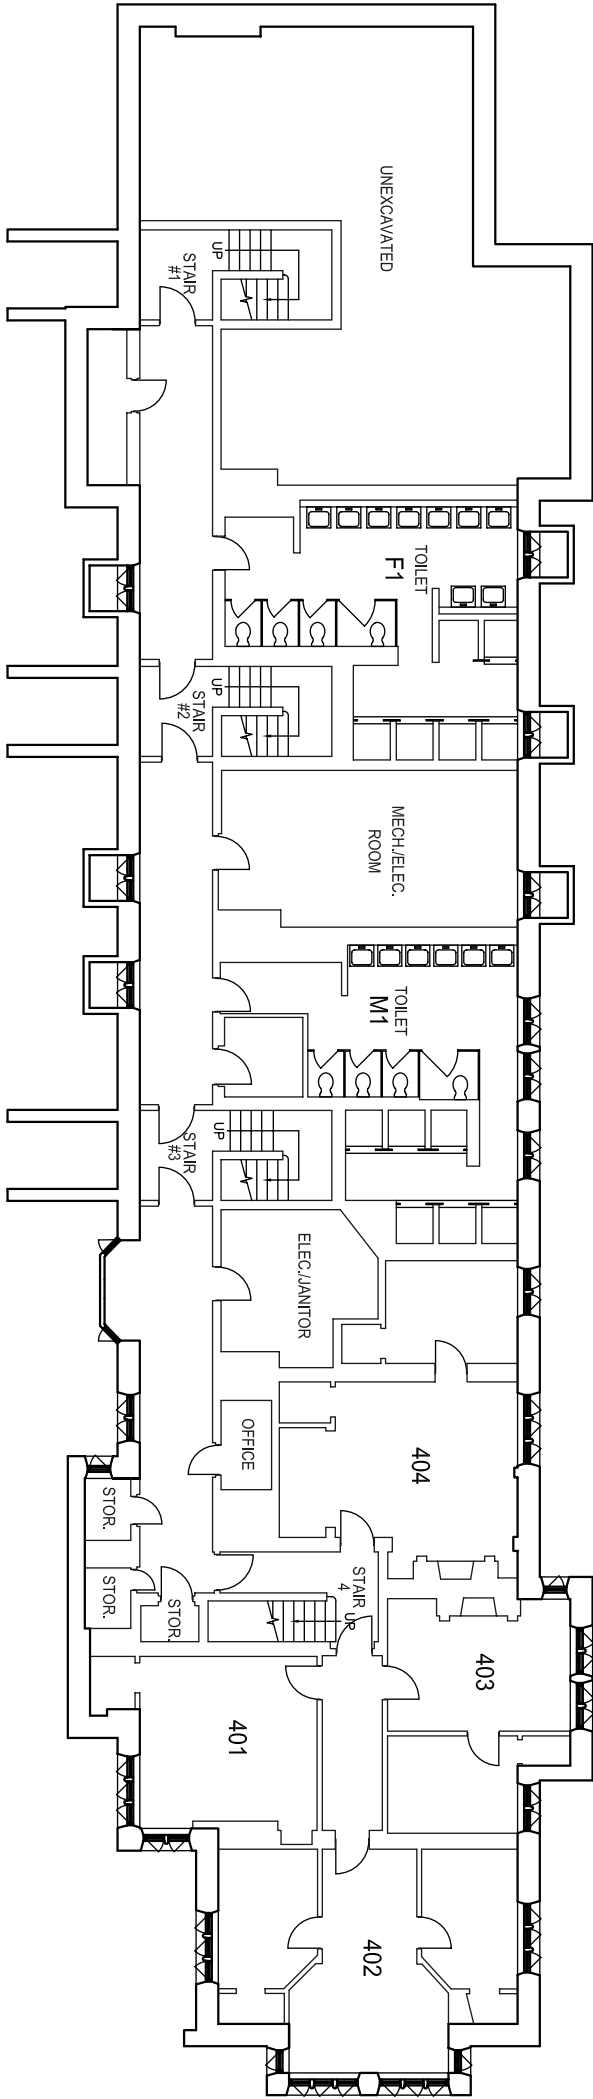 UNEXCAVATED
STAIR
#1
UP
TOILET
F1
STAIR
#2
UP
MECH./ELEC.
ROOM
TOILET
M1
STAIR
#3
UP
ELEC./JANITOR
OFFICE
404
STOR.
STOR.
STOR.
STAIR
4
UP
403
401
402